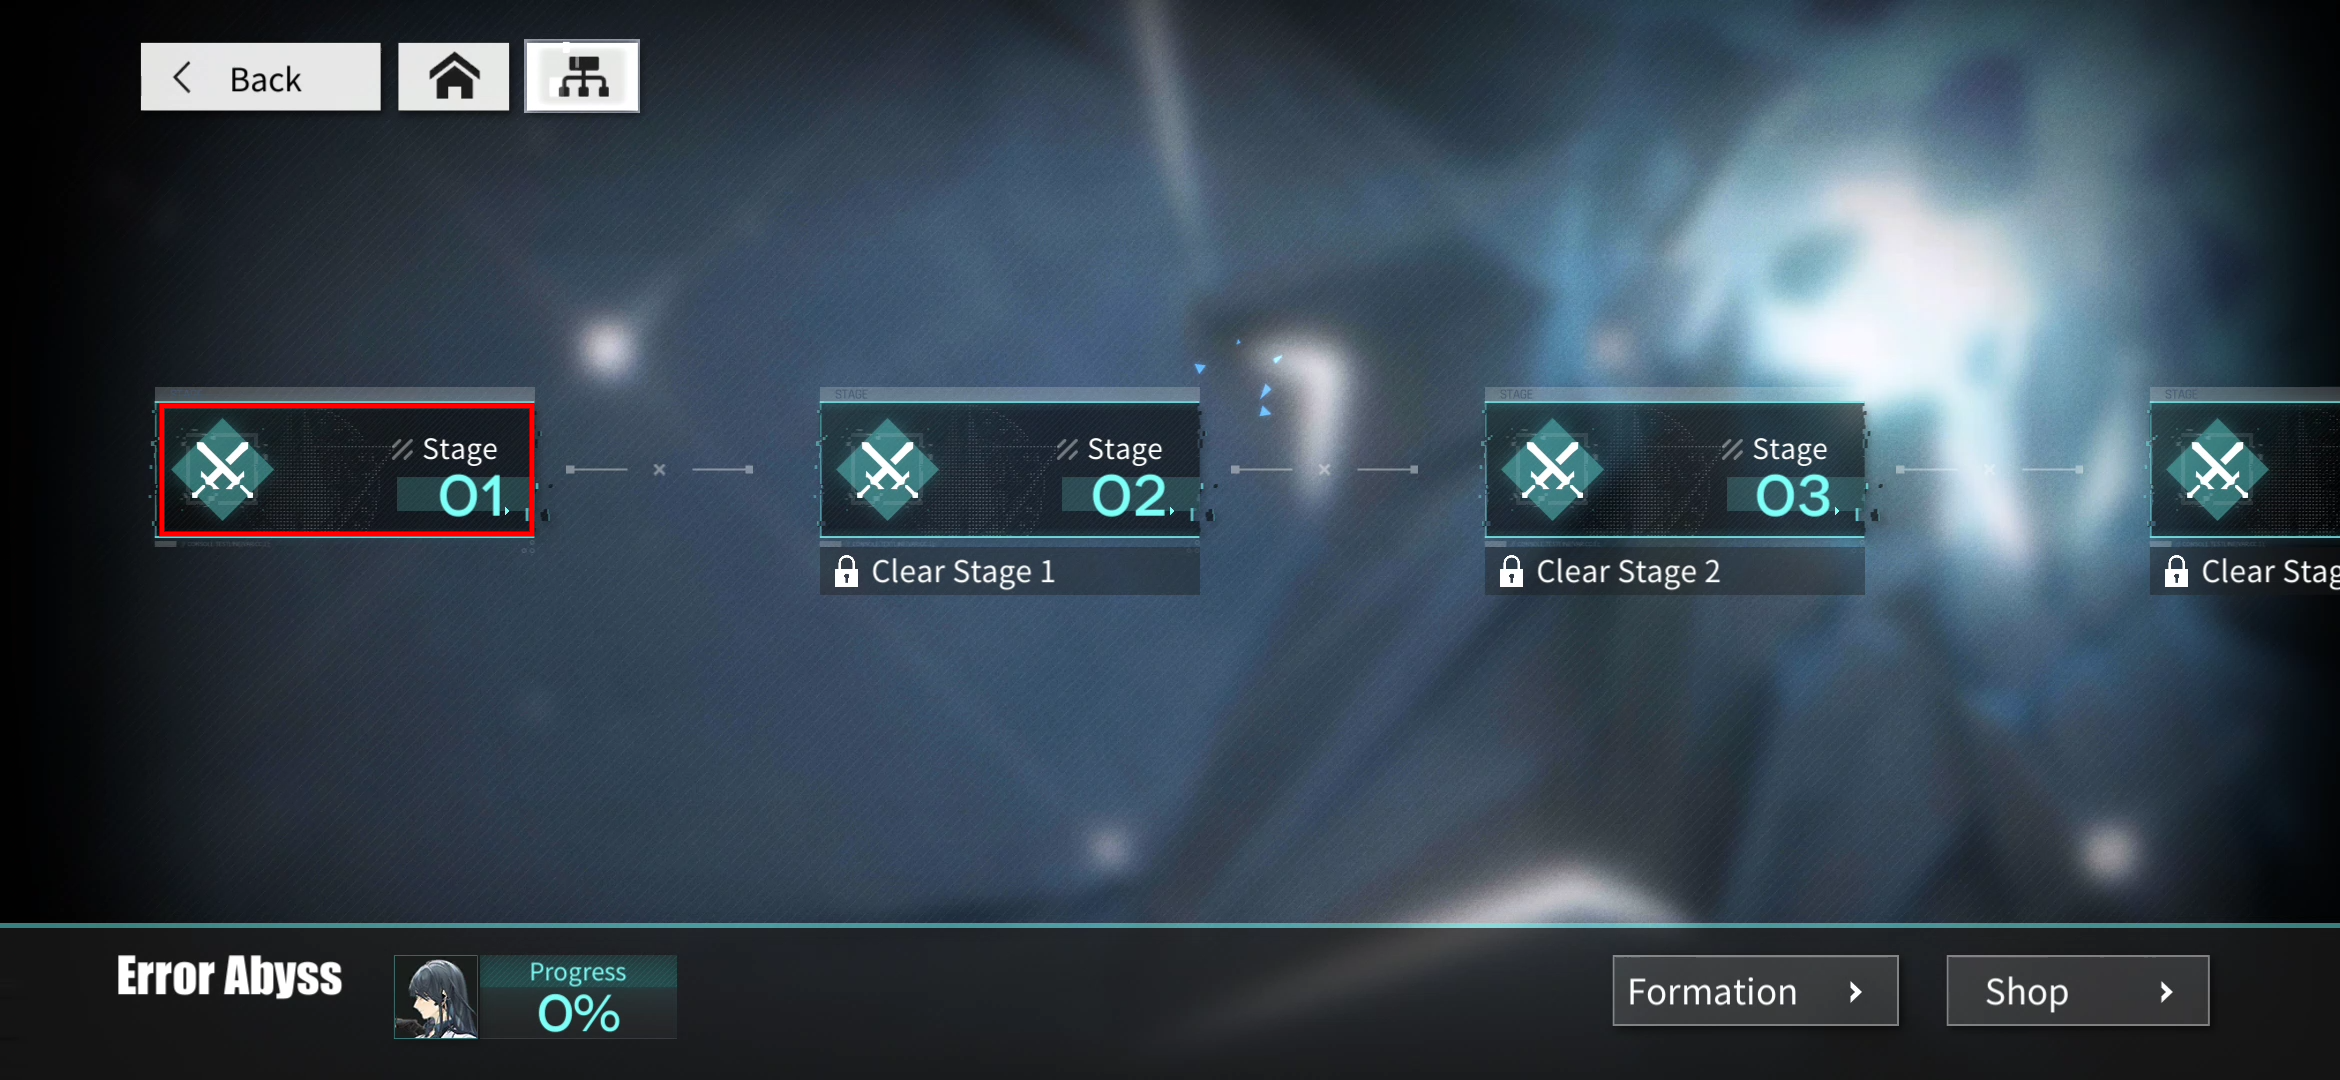 Back
Stage
01
STAGE
Stage
02
Clear Stage 1
STAGE
Stage
03
Clear Stage 2
STAGE
Clear
Error Abyss
Progress
0%
Formation
Shop